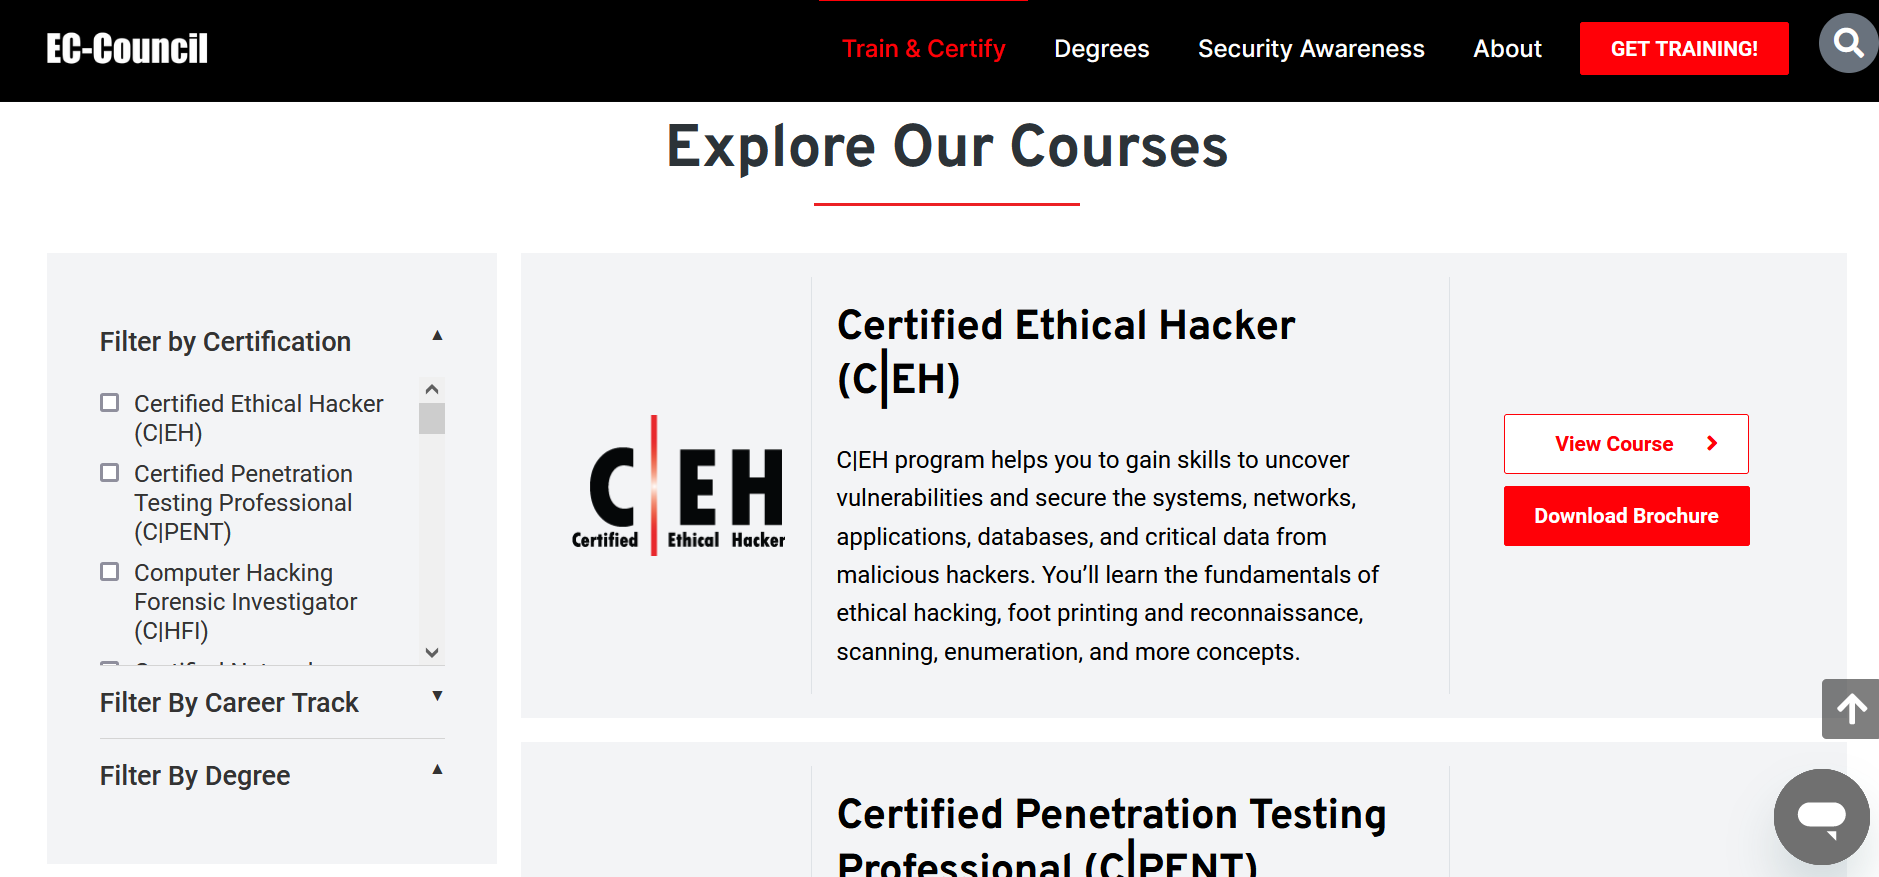 EC-Council
Train & Certify
Degrees
Security Awareness
About
GET TRAINING!
Explore Our Courses
Filter by Certification
Certified Ethical Hacker
(C|EH)
Certified Penetration
Testing Professional
(C|PENT)
Computer Hacking
Forensic Investigator
(C|HFI)
Filter By Career Track
Filter By Degree
C|EH
Certified Ethical Hacker
Certified Ethical Hacker
(C|EH)
C|EH program helps you to gain skills to uncover
vulnerabilities and secure the systems, networks,
applications, databases, and critical data from
malicious hackers. You’ll learn the fundamentals of
ethical hacking, foot printing and reconnaissance,
scanning, enumeration, and more concepts.
View Course
Download Brochure
Certified Penetration Testing
Professional (C|PENT)